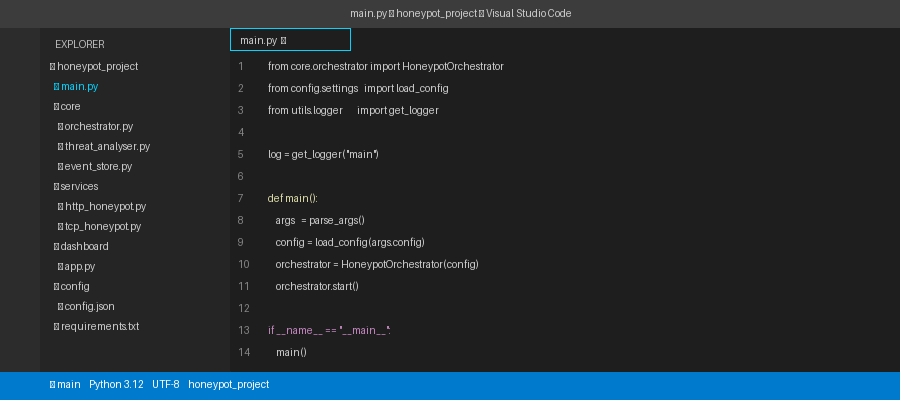 main.py honeypot_project Visual Studio Code
EXPLORER
honeypot_project
main.py
core
orchestrator.py
threat_analyser.py
event_store.py
services
http_honeypot.py
tcp_honeypot.py
dashboard
app.py
config
config.json
requirements.txt
main.py
1 from core.orchestrator import HoneypotOrchestrator
2 from config.settings import load_config
3 from utils.logger import get_logger
4
5 log = get_logger("main")
6
7 def main():
8 args = parse_args()
9 config = load_config(args.config)
10 orchestrator = HoneypotOrchestrator(config)
11 orchestrator.start()
12
13 if __name__ == "__main__":
14 main()
main Python 3.12 UTF-8 honeypot_project